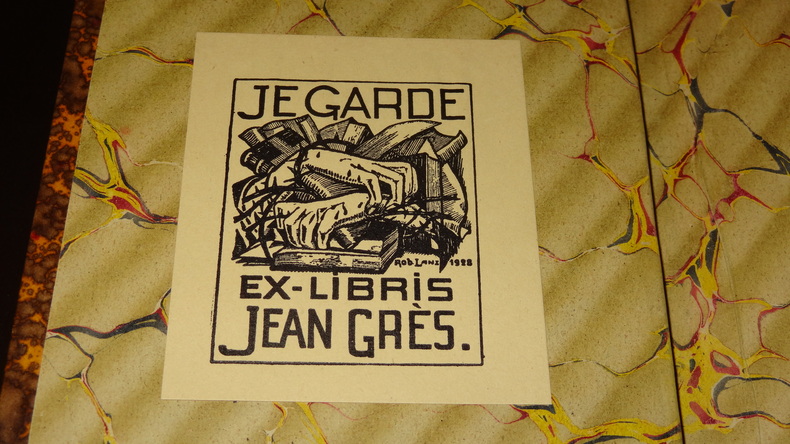 JE GARDE
Rob Lanz 1928
EX-LIBRIS
JEAN GRÈS.